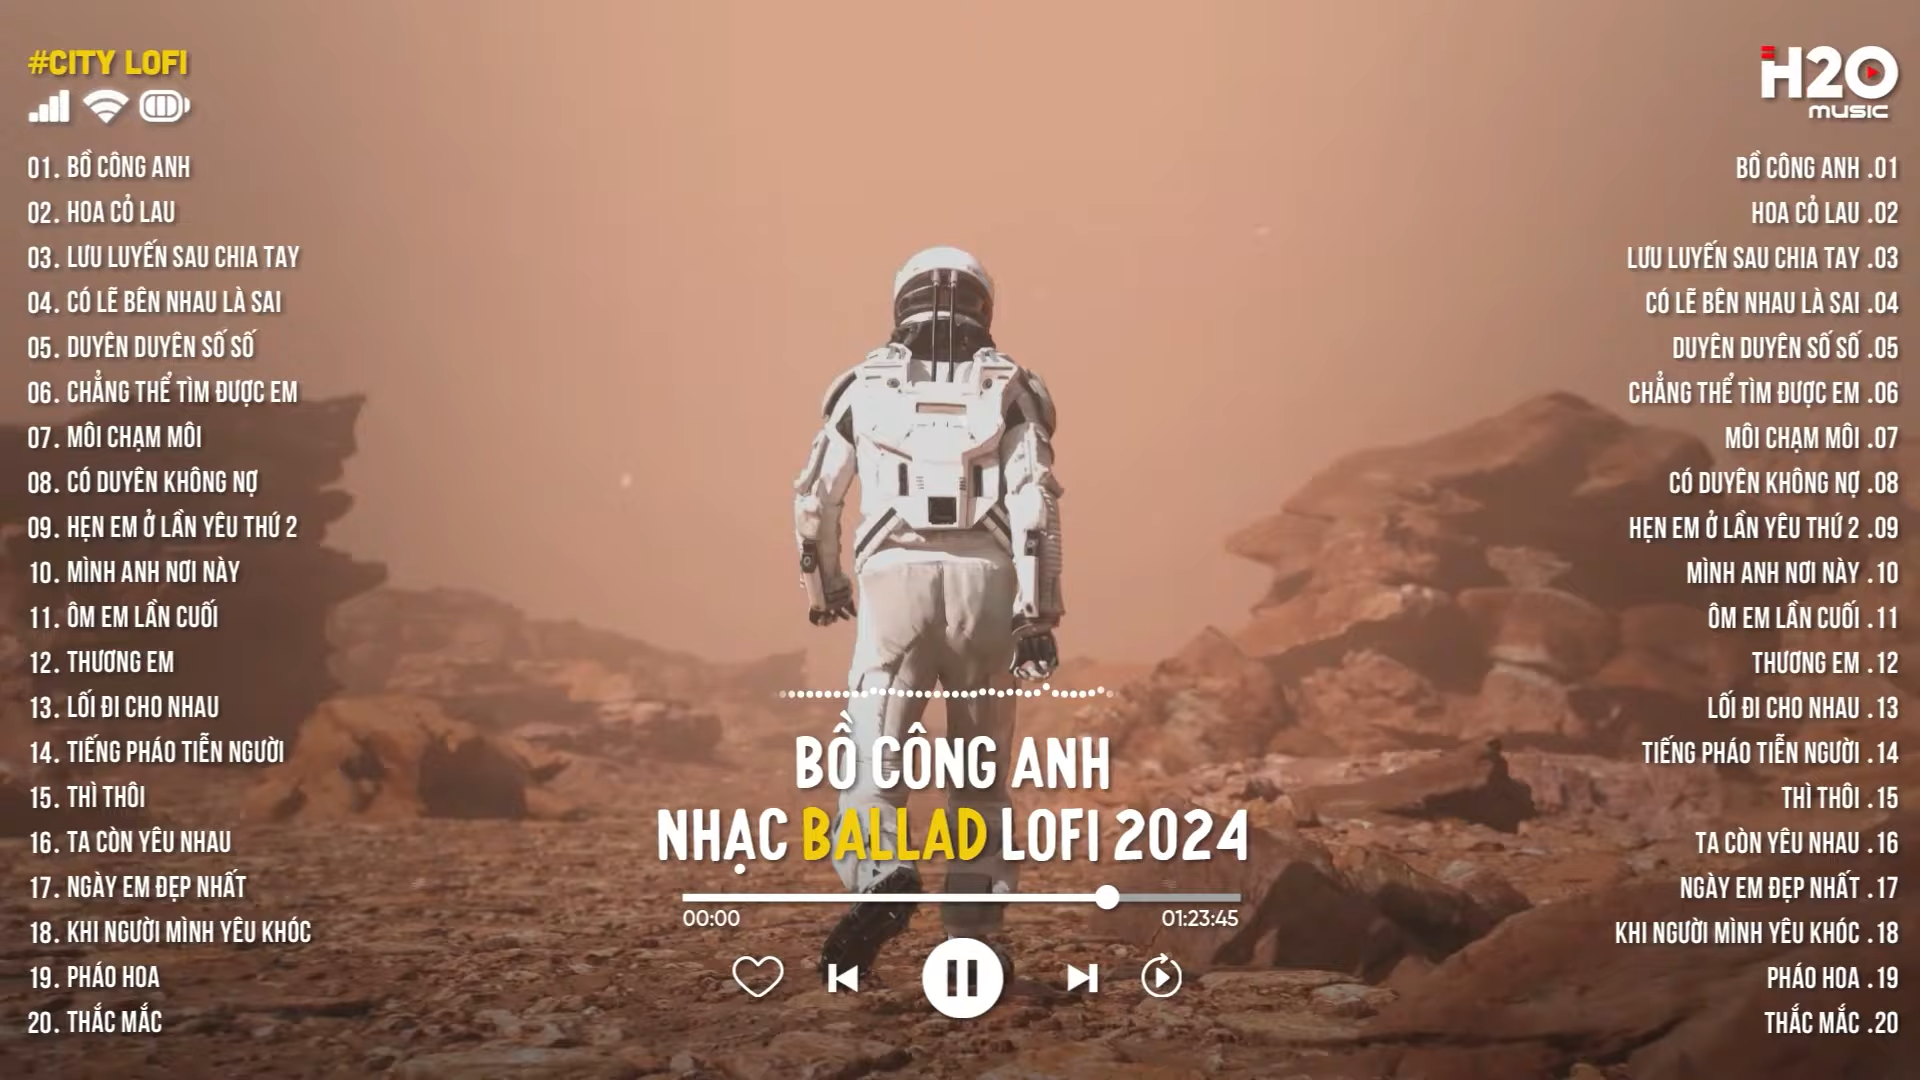 #CITY LOFI
H2O
MUSIC
01. BỒ CÔNG ANH
02. HOA CỎ LAU
03. LƯU LUYẾN SAU CHIA TAY
04. CÓ LẼ BÊN NHAU LÀ SAI
05. DUYÊN DUYÊN SỐ SỐ
06. CHẲNG THỂ TÌM ĐƯỢC EM
07. MÔI CHẠM MÔI
08. CÓ DUYÊN KHÔNG NỢ
09. HẸN EM Ở LẦN YÊU THỨ 2
10. MÌNH ANH NƠI NÀY
11. ÔM EM LẦN CUỐI
12. THƯƠNG EM
13. LỐI ĐI CHO NHAU
14. TIẾNG PHÁO TIỄN NGƯỜI
15. THÌ THÔI
16. TA CÒN YÊU NHAU
17. NGÀY EM ĐẸP NHẤT
18. KHI NGƯỜI MÌNH YÊU KHÓC
19. PHÁO HOA
20. THẮC MẮC
BỒ CÔNG ANH
NHẠC BALLAD LOFI 2024
00:00
01:23:45
BỒ CÔNG ANH .01
HOA CỎ LAU .02
LƯU LUYẾN SAU CHIA TAY .03
CÓ LẼ BÊN NHAU LÀ SAI .04
DUYÊN DUYÊN SỐ SỐ .05
CHẲNG THỂ TÌM ĐƯỢC EM .06
MÔI CHẠM MÔI .07
CÓ DUYÊN KHÔNG NỢ .08
HẸN EM Ở LẦN YÊU THỨ 2 .09
MÌNH ANH NƠI NÀY .10
ÔM EM LẦN CUỐI .11
THƯƠNG EM .12
LỐI ĐI CHO NHAU .13
TIẾNG PHÁO TIỄN NGƯỜI .14
THÌ THÔI .15
TA CÒN YÊU NHAU .16
NGÀY EM ĐẸP NHẤT .17
KHI NGƯỜI MÌNH YÊU KHÓC .18
PHÁO HOA .19
THẮC MẮC .20